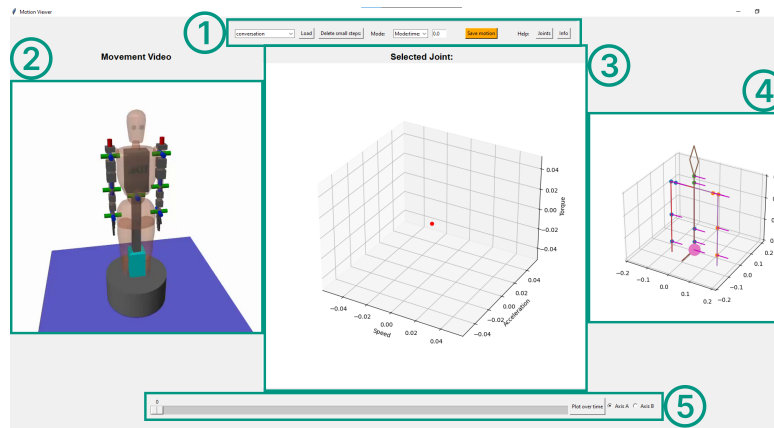 Motion Viewer
1
conversation
Load
Delete small steps
Mode:
Modetime
0,0
Save motion
Help:
Joints
Info
2
Movement Video
Selected Joint:
3
4
0.04
0.02
0.00
-0.02
-0.04
Torque
-0.04
-0.02
0.00
0.02
0.04
Speed
-0.04
-0.02
0.00
0.02
0.04
Acceleration
-0.2
-0.1
0.0
0.1
0.2
-0.2
-0.1
0.0
0.1
0.2
0
Plot over time
Axis A
Axis B
5